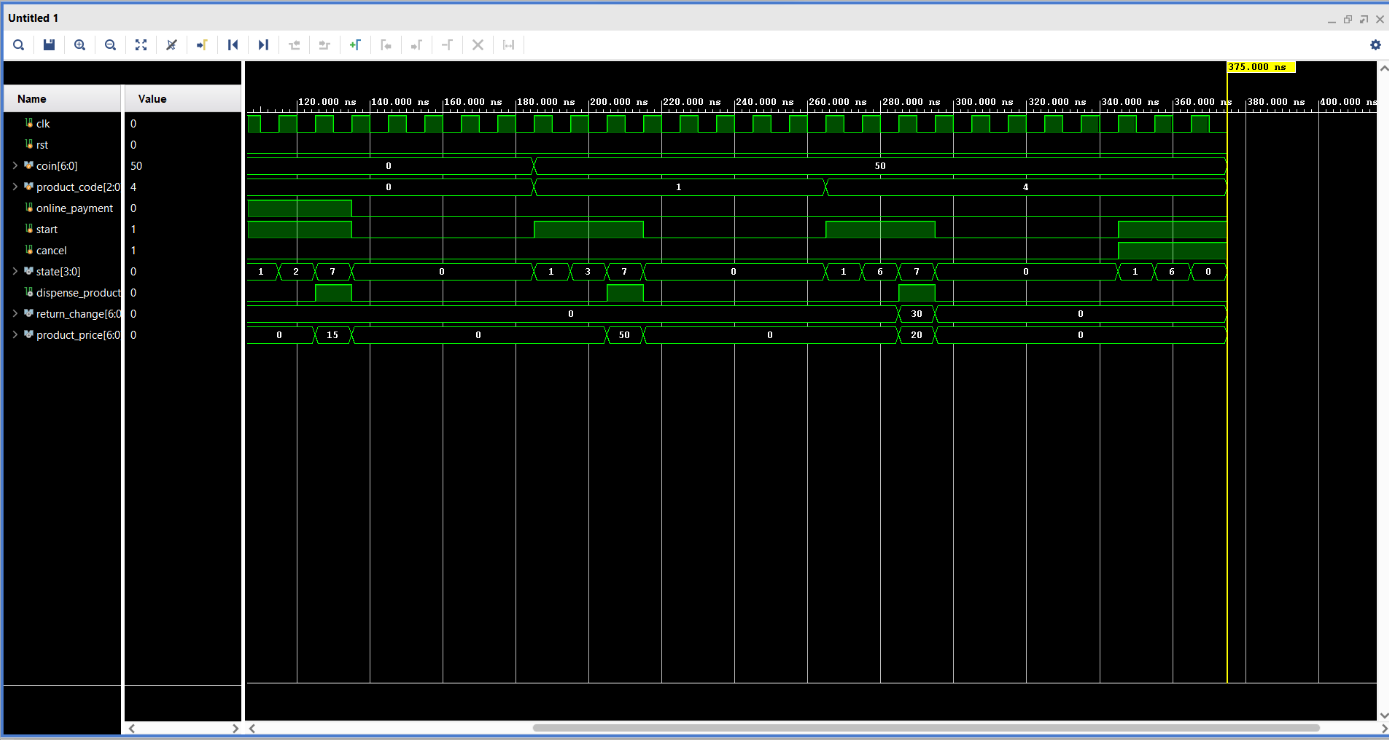 Untitled 1
375.000 ns
Name Value
120.000 ns 140.000 ns 160.000 ns 180.000 ns 200.000 ns 220.000 ns 240.000 ns 260.000 ns 280.000 ns 300.000 ns 320.000 ns 340.000 ns 360.000 ns 380.000 ns 400.000 ns
clk 0
rst 0
coin[6:0] 50 0 50
product_code[2:0 4 0 1 4
online_payment 0
start 1
cancel 1
state[3:0] 0 1 2 7 0 1 3 7 0 1 6 7 0 1 6 0
dispense_product 0
return_change[6:0 0 0 30 0
product_price[6:0 0 0 15 0 50 0 20 0